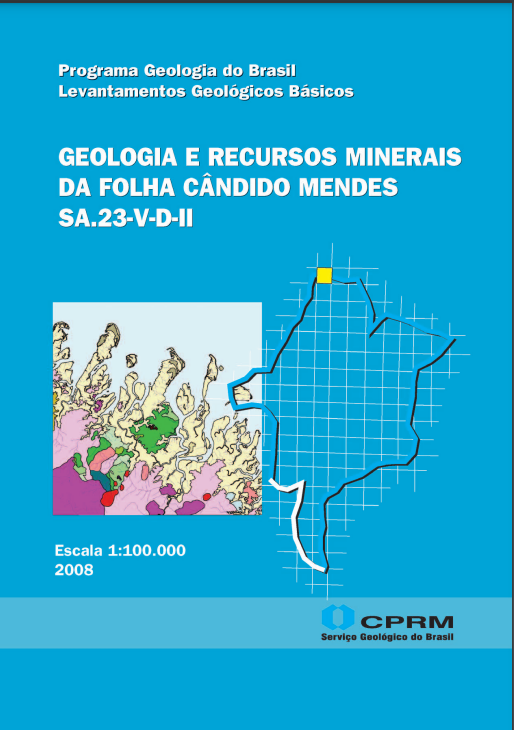 Programa Geologia do Brasil
Levantamentos Geológicos Básicos
GEOLOGIA E RECURSOS MINERAIS
DA FOLHA CÂNDIDO MENDES
SA.23-V-D-II
Escala 1:100.000
2008
CPRM
Serviço Geológico do Brasil